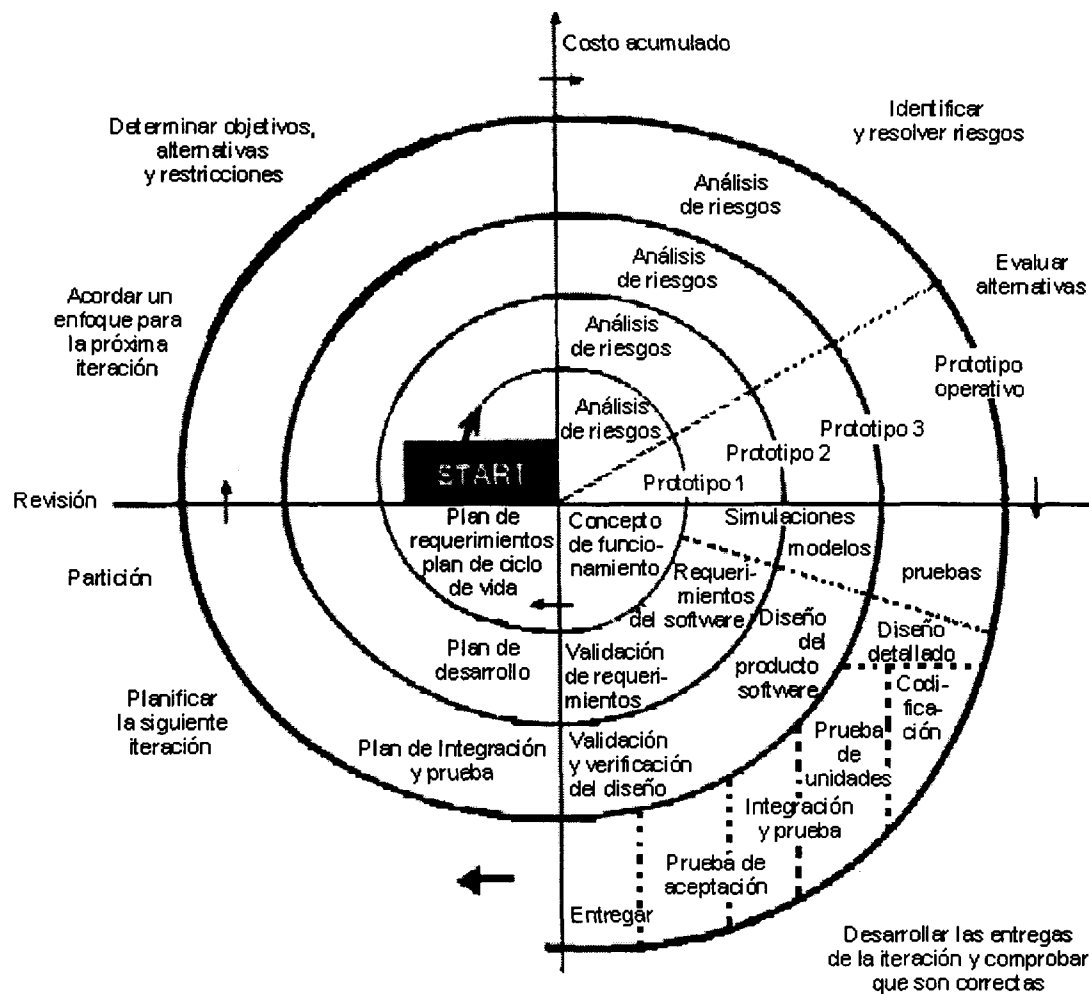 Costo acumulado
Determinar objetivos,
alternativas
y restricciones
Identificar
y resolver riesgos
Análisis
de riesgos
Análisis
de riesgos
Evaluar
alternativas
Acordar un
enfoque para
la próxima
iteración
Análisis
de riesgos
Prototipo
operativo
Análisis
de riesgos
Prototipo 3
Prototipo 2
START
Prototipo 1
Revisión
Plan de
requerimientos
plan de ciclo
de vida
Concepto
de funcio-
namiento
Simulaciones
modelos
pruebas
Partición
Requeri-
mientos
del software
Diseño
del
producto
software
Diseño
detallado
Plan de
desarrollo
Validación
de requeri-
mientos
Codi-
fica-
ción
Planificar
la siguiente
iteración
Plan de Integración
y prueba
Validación
y verificación
del diseño
Prueba
de
unidades
Integración
y prueba
Prueba de
aceptación
Entregar
Desarrollar las entregas
de la iteración y comprobar
que son correctas